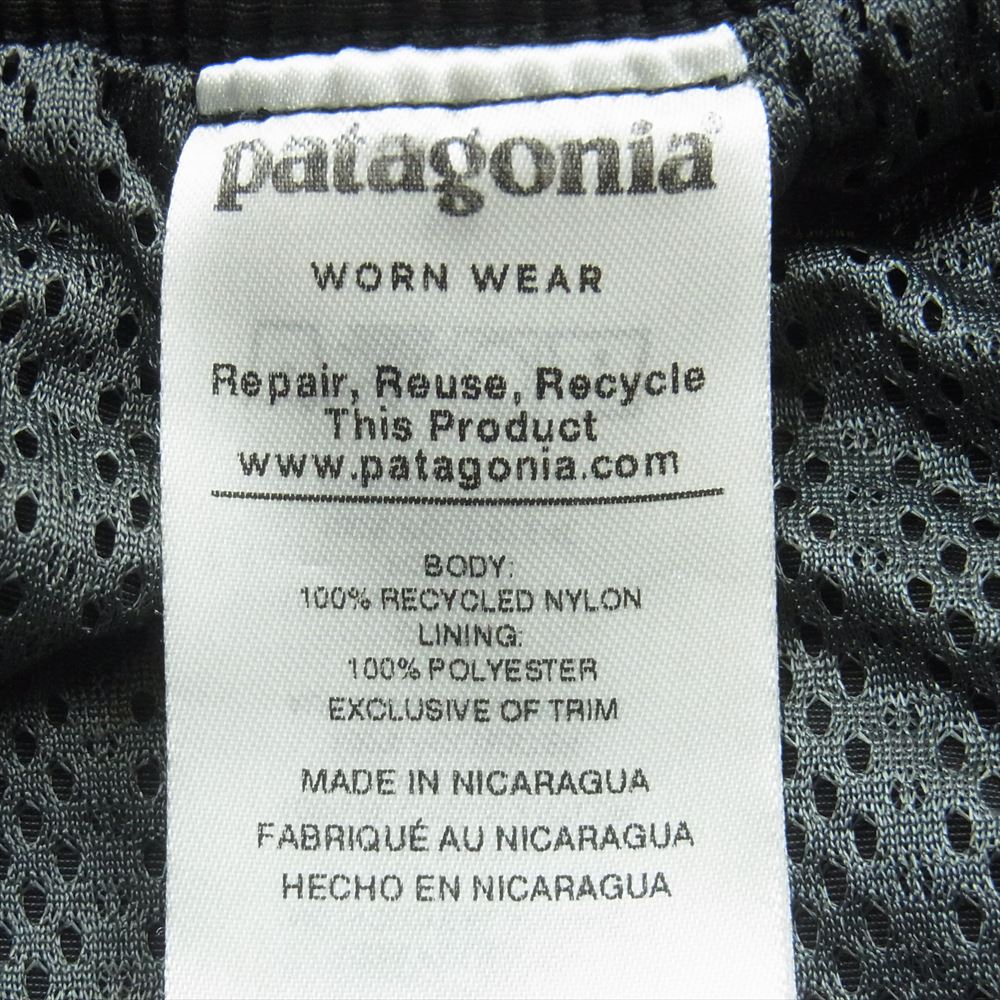 patagonia®
WORN WEAR
Repair, Reuse, Recycle
This Product
www.patagonia.com
BODY:
100% RECYCLED NYLON
LINING:
100% POLYESTER
EXCLUSIVE OF TRIM
MADE IN NICARAGUA
FABRIQUÉ AU NICARAGUA
HECHO EN NICARAGUA